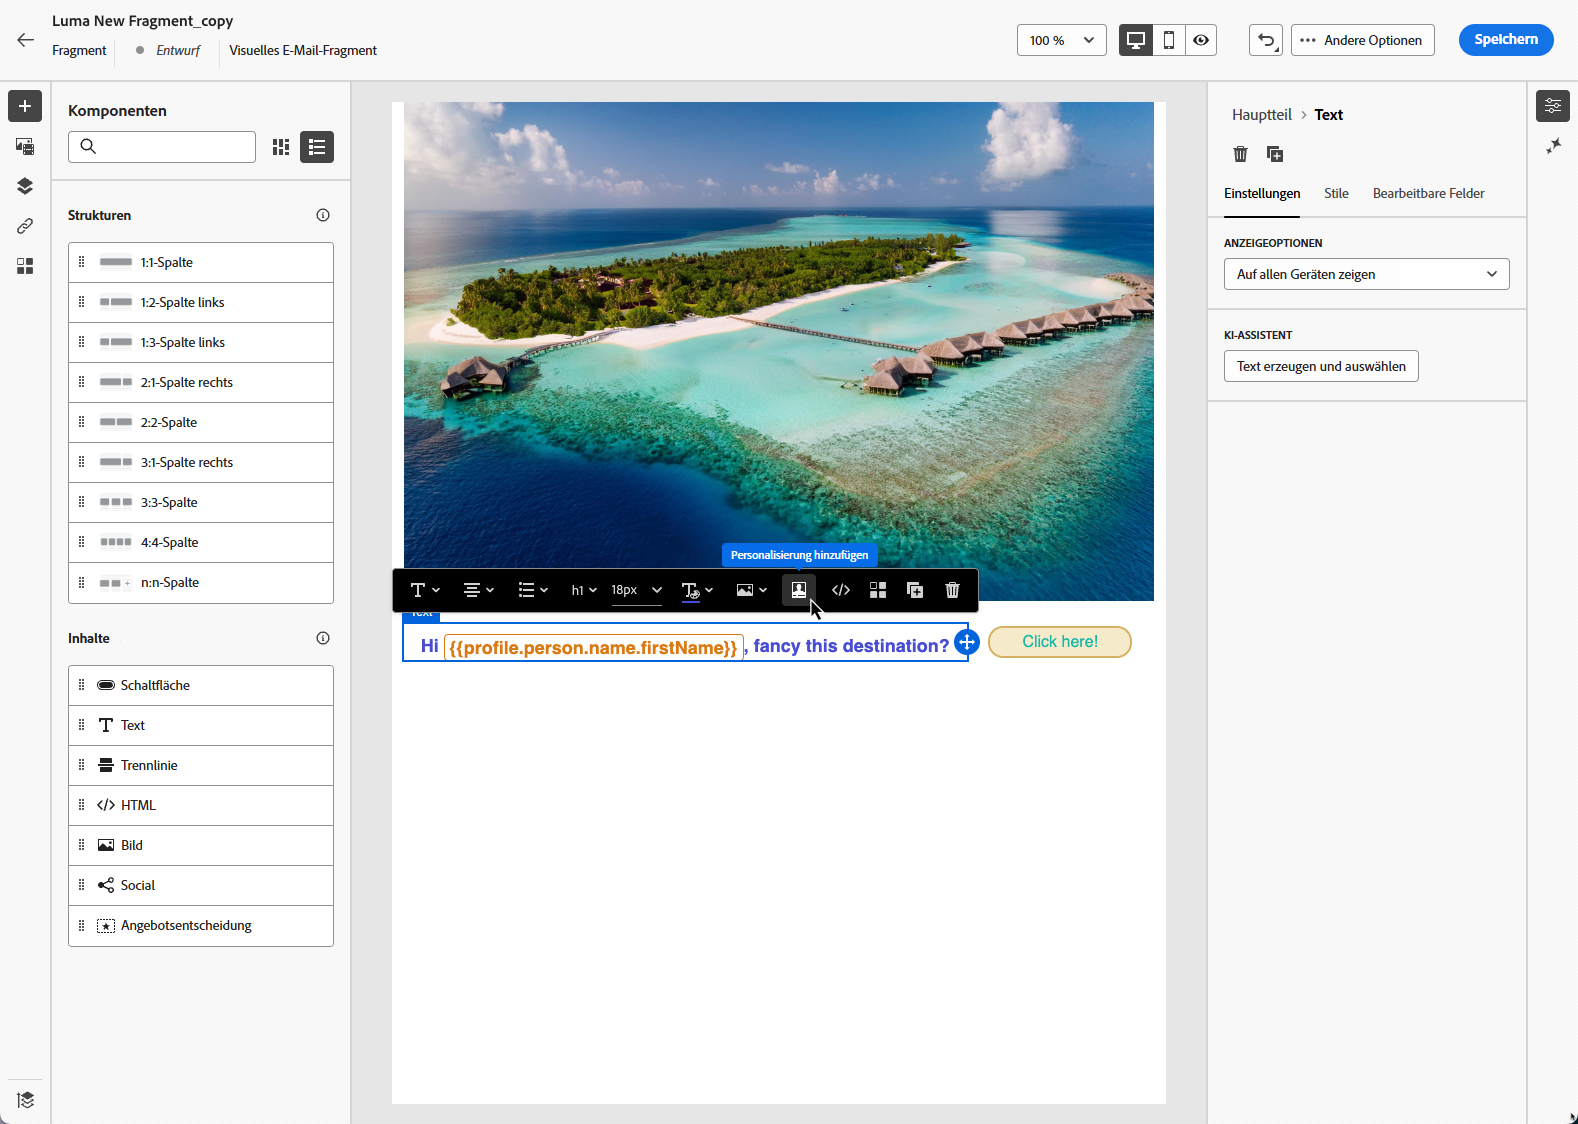 Luma New Fragment_copy
Fragment
Entwurf
Visuelles E-Mail-Fragment
100 %
Andere Optionen
Speichern
Komponenten
Strukturen
1:1-Spalte
1:2-Spalte links
1:3-Spalte links
2:1-Spalte rechts
2:2-Spalte
3:1-Spalte rechts
3:3-Spalte
4:4-Spalte
n:n-Spalte
Inhalte
Schaltfläche
Text
Trennlinie
HTML
Bild
Social
Angebotsentscheidung
Personalisierung hinzufügen
h1
18px
Text
Hi {{profile.person.name.firstName}}, fancy this destination?
Click here!
Hauptteil > Text
Einstellungen
Stile
Bearbeitbare Felder
ANZEIGEOPTIONEN
Auf allen Geräten zeigen
KI-ASSISTENT
Text erzeugen und auswählen